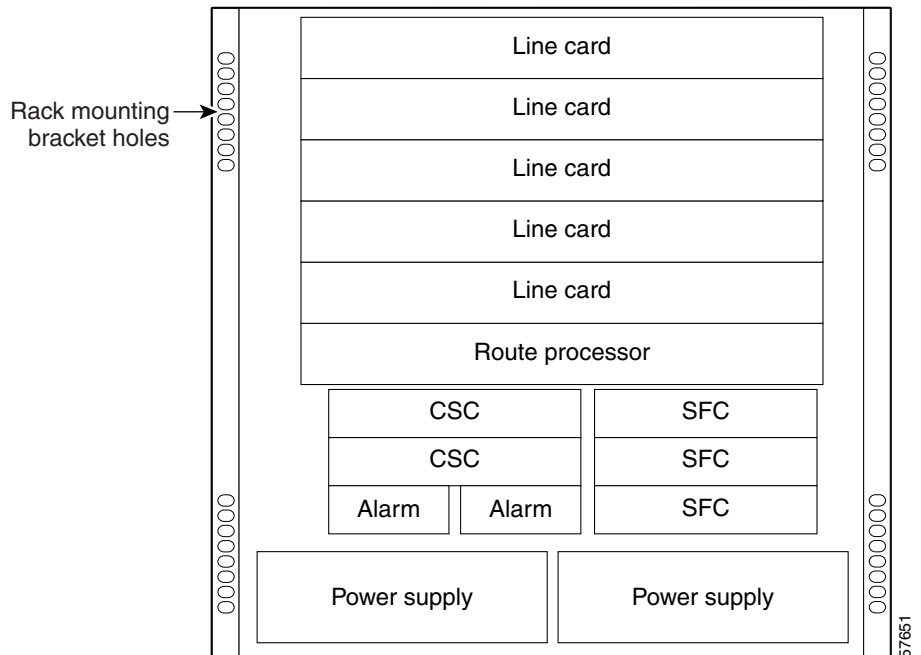 Line card
Line card
Rack mounting
bracket holes
Line card
Line card
Line card
Route processor
CSC
SFC
CSC
SFC
Alarm
Alarm
SFC
Power supply
Power supply
57651